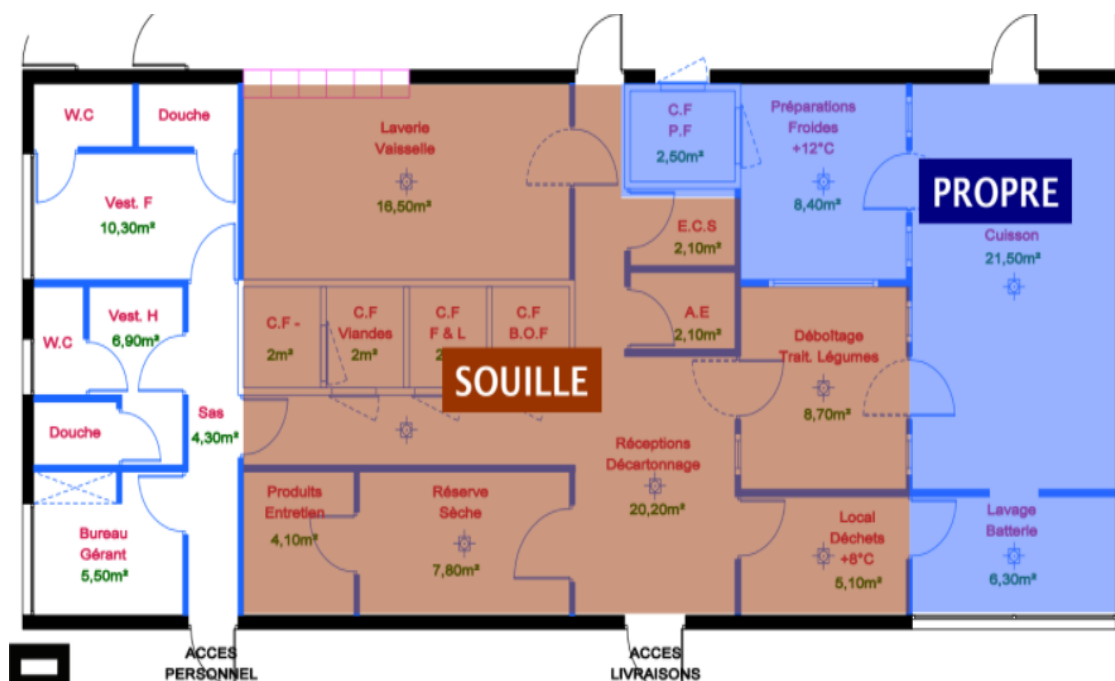 W.C
Douche
Vest. F
10,30m²
W.C
Vest. H
6,90m²
Douche
Sas
4,30m²
Bureau
Gérant
5,50m²
Laverie
Vaisselle
16,50m²
C.F -
2m²
C.F
Viandes
2m²
C.F
F & L
C.F
B.O.F
SOUILLE
Produits
Entretien
4,10m²
Réserve
Sèche
7,80m²
Réceptions
Décartonnage
20,20m²
C.F
P.F
2,50m²
E.C.S
2,10m²
A.E
2,10m²
Préparations
Froides
+12°C
8,40m²
Déboîtage
Trait. Légumes
8,70m²
Local
Déchets
+8°C
5,10m²
PROPRE
Cuisson
21,50m²
Lavage
Batterie
6,30m²
ACCES
PERSONNEL
ACCES
LIVRAISONS